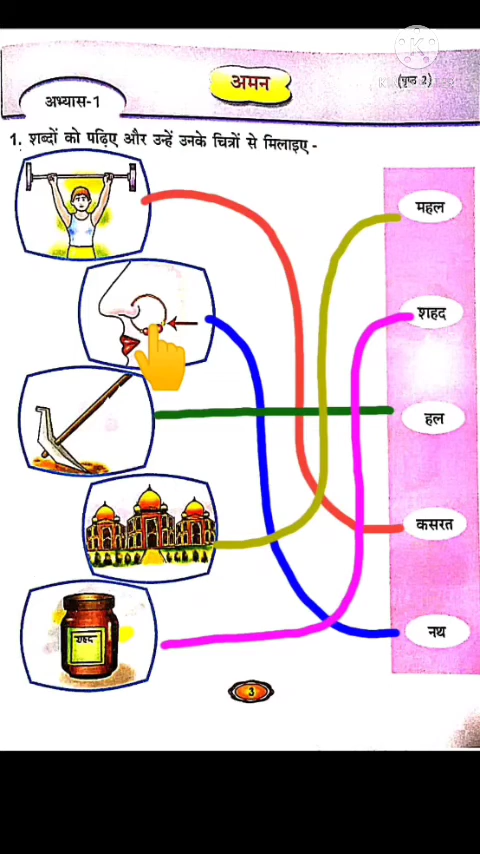 अमन
(पृष्ठ 2)
अभ्यास-1
1. शब्दों को पढ़िए और उन्हें उनके चित्रों से मिलाइए -
महल
शहद
हल
कसरत
नथ
शहद
3